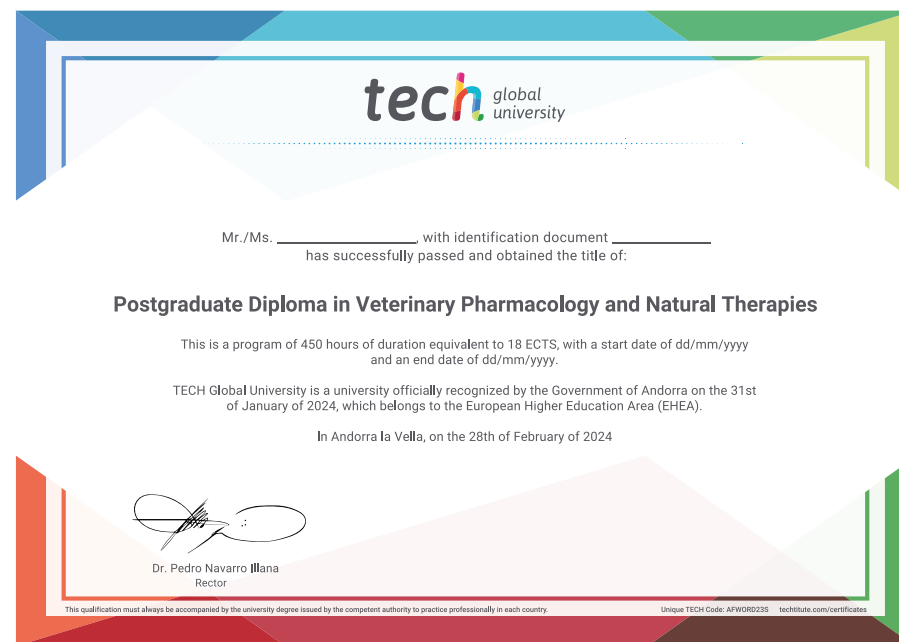 tech global university
Mr./Ms. ____________, with identification document ____________
has successfully passed and obtained the title of:
Postgraduate Diploma in Veterinary Pharmacology and Natural Therapies
This is a program of 450 hours of duration equivalent to 18 ECTS, with a start date of dd/mm/yyyy
and an end date of dd/mm/yyyy.
TECH Global University is a university officially recognized by the Government of Andorra on the 31st
of January of 2024, which belongs to the European Higher Education Area (EHEA).
In Andorra la Vella, on the 28th of February of 2024
Dr. Pedro Navarro Illana
Rector
This qualification must always be accompanied by the university degree issued by the competent authority to practice professionally in each country.
Unique TECH Code: AFWORD23S techtitute.com/certificates